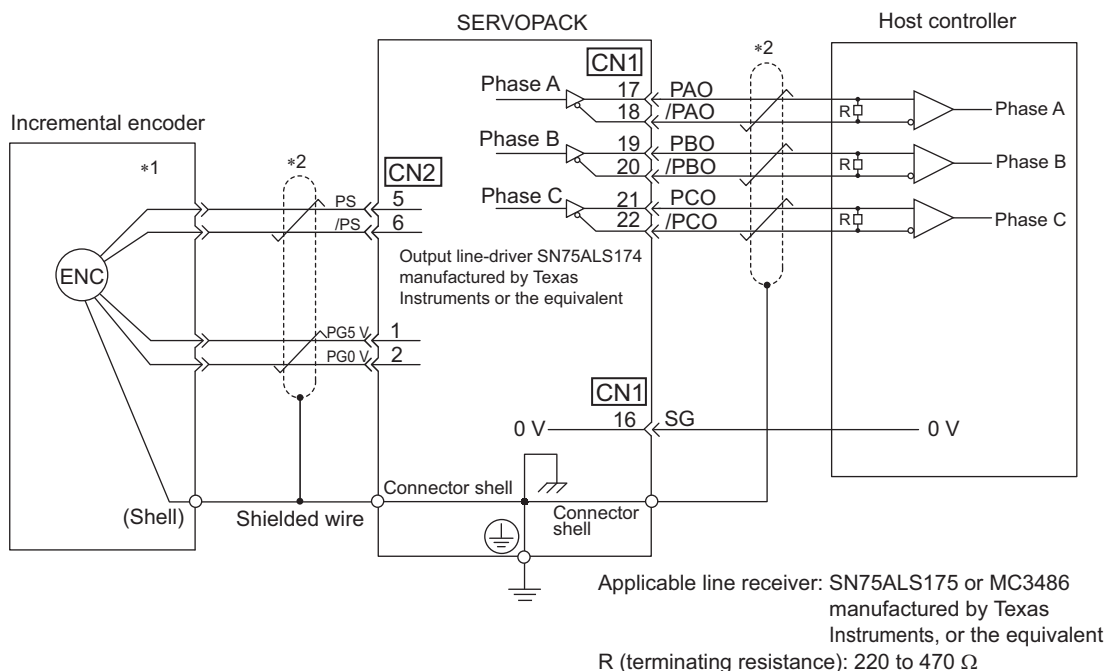 SERVOPACK
Host controller
Incremental encoder
*1
*2
CN2
PS 5
/PS 6
Output line-driver SN75ALS174
manufactured by Texas
Instruments or the equivalent
ENC
PG5 V 1
PG0 V 2
CN1
*2
Phase A 17 PAO R Phase A
18 /PAO
Phase B 19 PBO R Phase B
20 /PBO
Phase C 21 PCO R Phase C
22 /PCO
CN1
0 V 16 SG 0 V
(Shell)
Shielded wire
Connector shell
Connector
shell
Applicable line receiver: SN75ALS175 or MC3486
manufactured by Texas
Instruments, or the equivalent
R (terminating resistance): 220 to 470 Ω